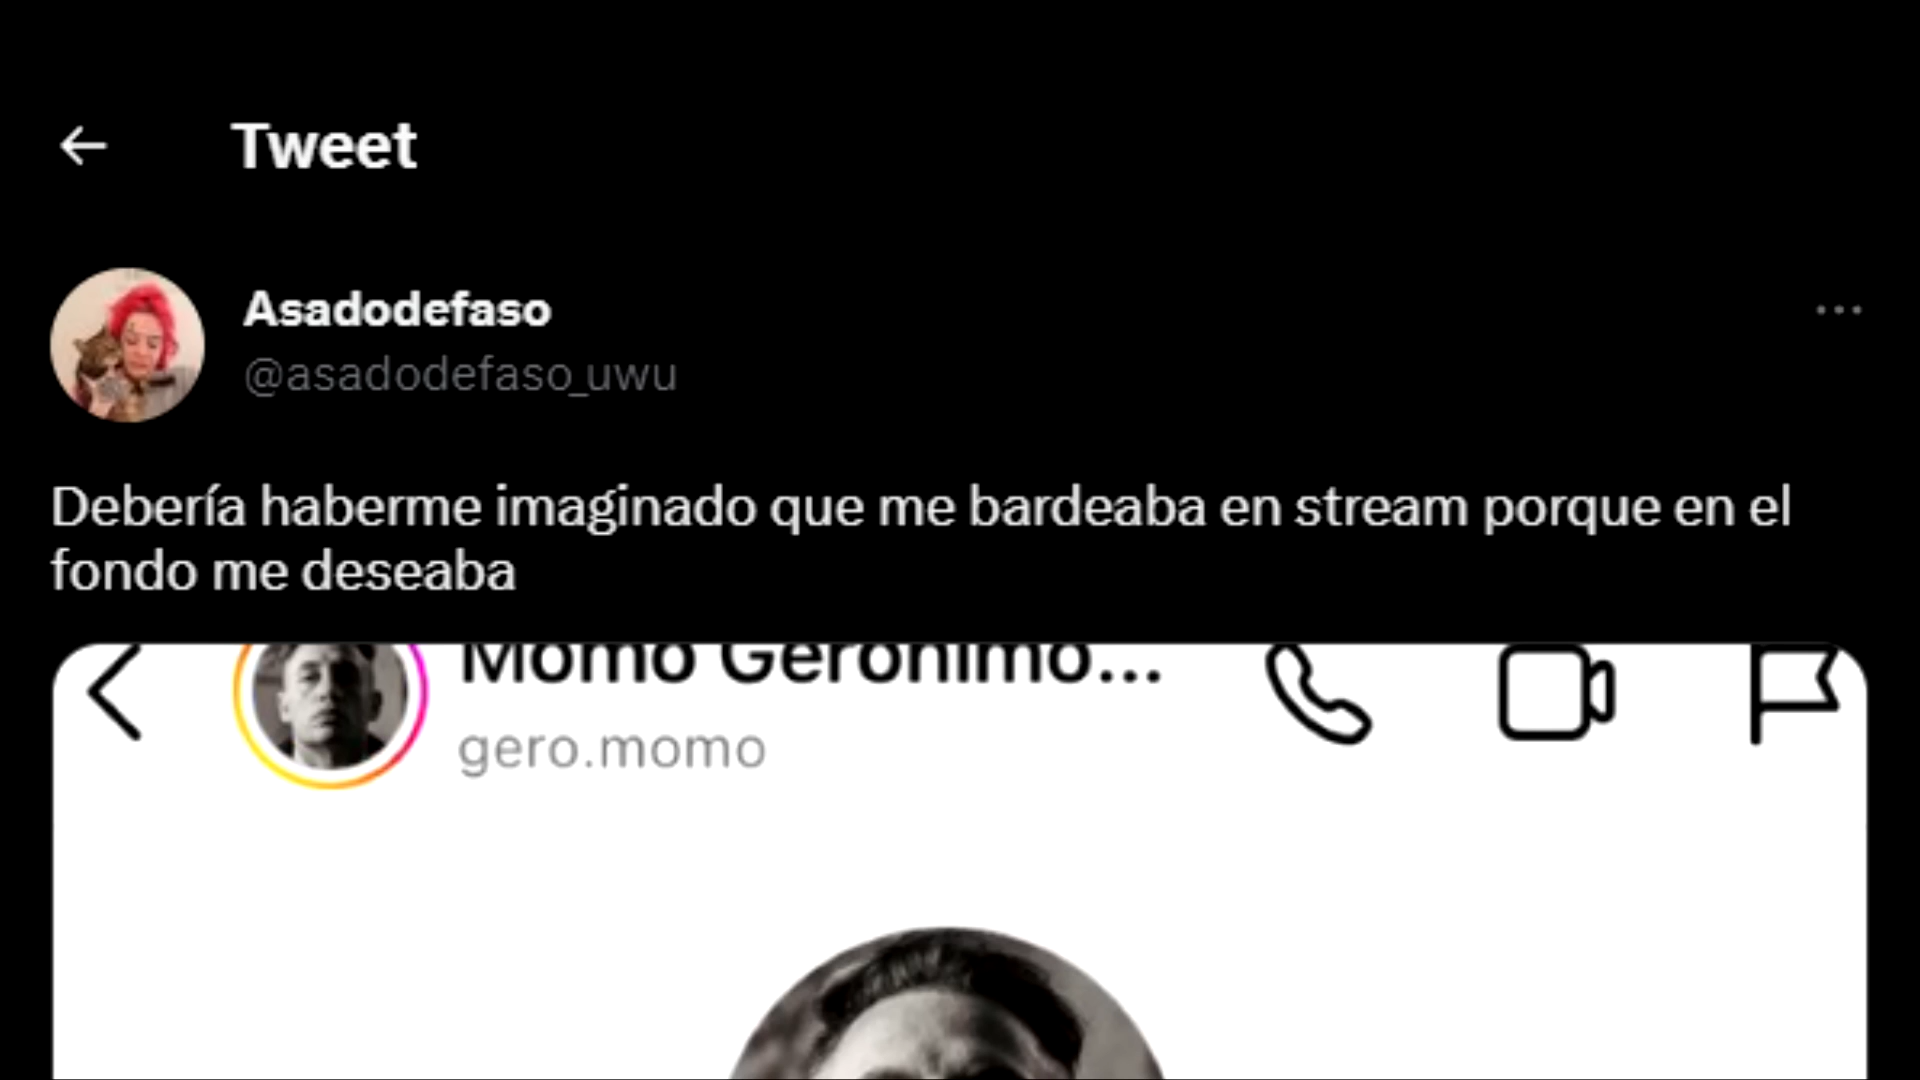 Tweet
Asadodefaso
@asadodefaso_uwu
Debería haberme imaginado que me bardeaba en stream porque en el
fondo me deseaba
Momo Geronimo...
gero.momo